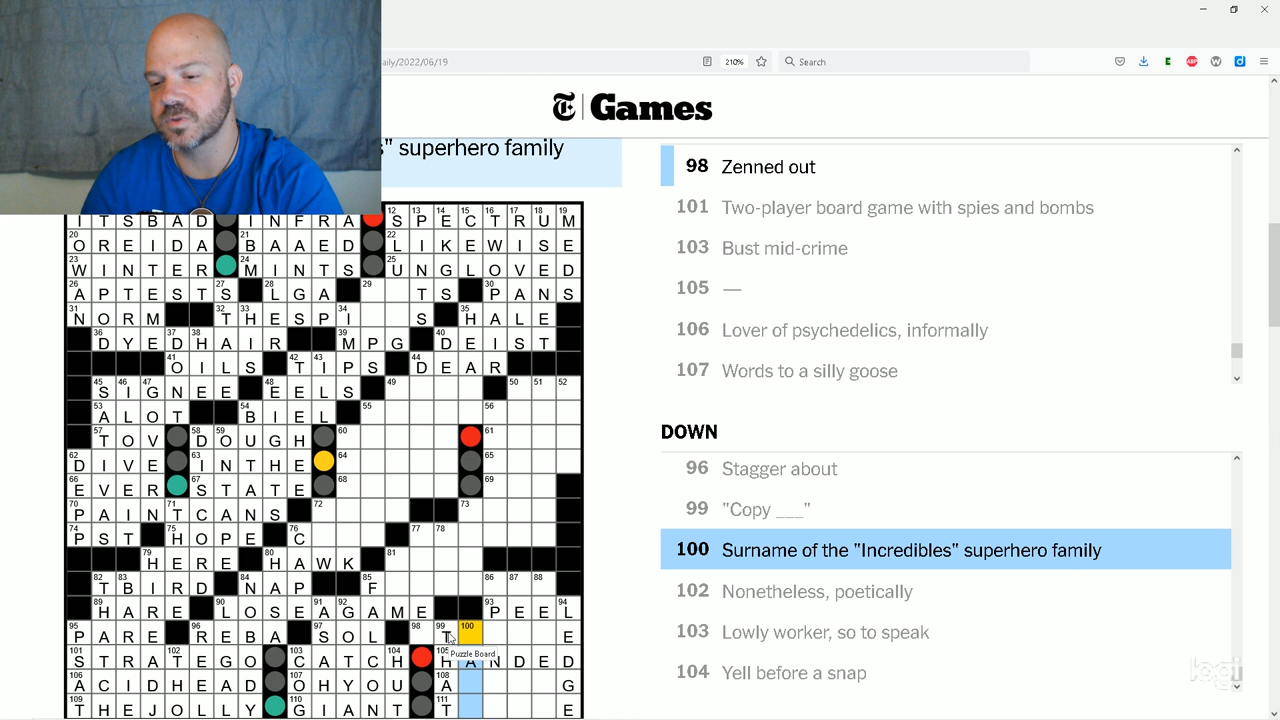 aily/2022/06/19
210%
Search
T Games
s" superhero family
98 Zenned out
101 Two-player board game with spies and bombs
103 Bust mid-crime
105 —
106 Lover of psychedelics, informally
107 Words to a silly goose
DOWN
96 Stagger about
99 "Copy ___"
100 Surname of the "Incredibles" superhero family
102 Nonetheless, poetically
103 Lowly worker, so to speak
104 Yell before a snap
ITSBAD INFRA SPECTRUM
OREIDA BAAED LIKEWISE
WINTER MINTS UNGLOVED
APTESTS LGA TS PANS
NORM THESPI S HALE
DYEDHAIR MPG DEIST
OILS TIPS DEAR
SIGNEE EELS
ALOT BIEL
TOV DOUGH
DIVE INTHE
EVER STATE
PAINTCANS
PST HOPE C
HERE HAWK
TBIRD NAP F
HARE LOSEAGAME PEEL
PARE REBA SOL T E
STRATEGO CATCH HANDED
ACIDHEAD OHYOU A G
THEJOLLY GIANT T E
Puzzle Board
logi